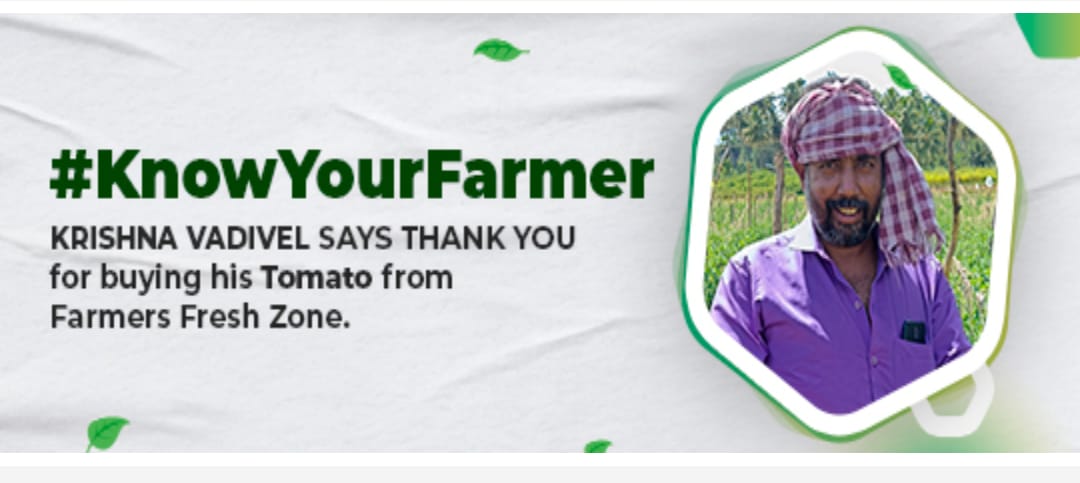 #KnowYourFarmer
KRISHNA VADIVEL SAYS THANK YOU
for buying his Tomato from
Farmers Fresh Zone.